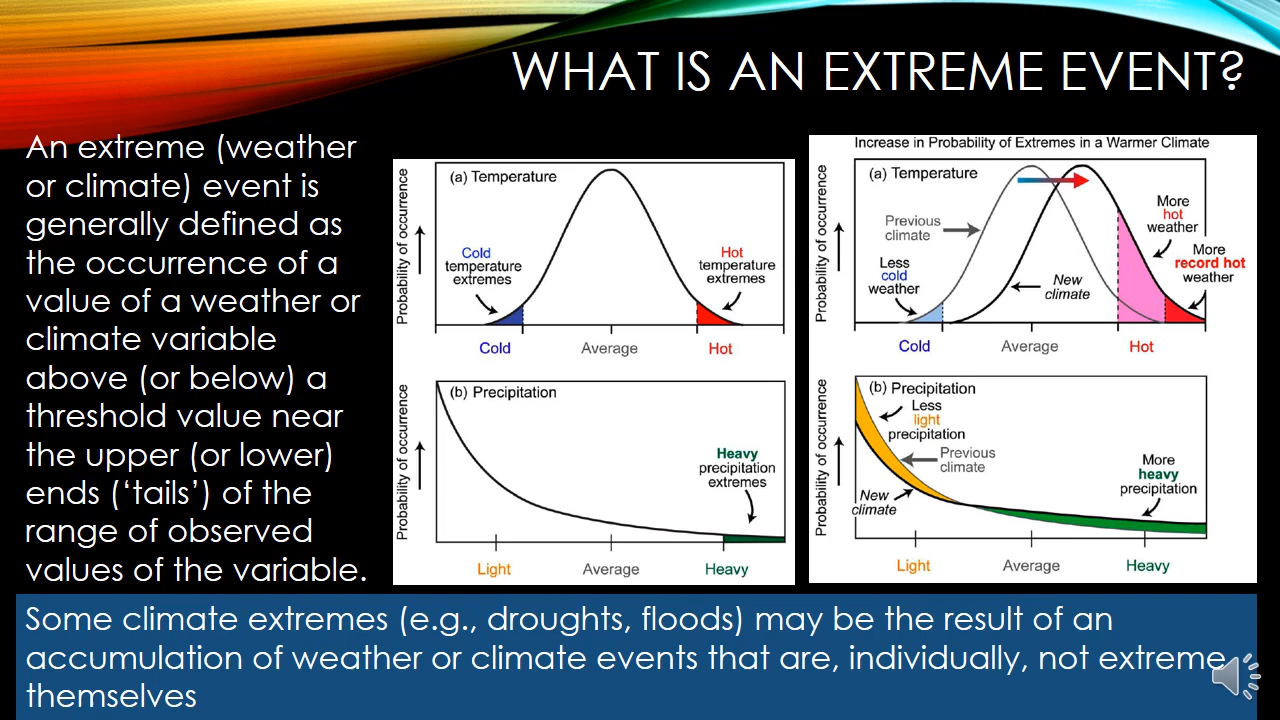 WHAT IS AN EXTREME EVENT?
An extreme (weather
or climate) event is
generally defined as
the occurrence of a
value of a weather or
climate variable
above (or below) a
threshold value near
the upper (or lower)
ends (‘tails’) of the
range of observed
values of the variable.
(a) Temperature
Probability of occurrence
Cold
temperature
extremes
Hot
temperature
extremes
Cold
Average
Hot
(b) Precipitation
Probability of occurrence
Heavy
precipitation
extremes
Light
Average
Heavy
Increase in Probability of Extremes in a Warmer Climate
(a) Temperature
Probability of occurrence
Previous
climate
Less
cold
weather
New
climate
More
hot
weather
More
record hot
weather
Cold
Average
Hot
(b) Precipitation
Probability of occurrence
Less
light
precipitation
Previous
climate
New
climate
More
heavy
precipitation
Light
Average
Heavy
Some climate extremes (e.g., droughts, floods) may be the result of an
accumulation of weather or climate events that are, individually, not extreme
themselves